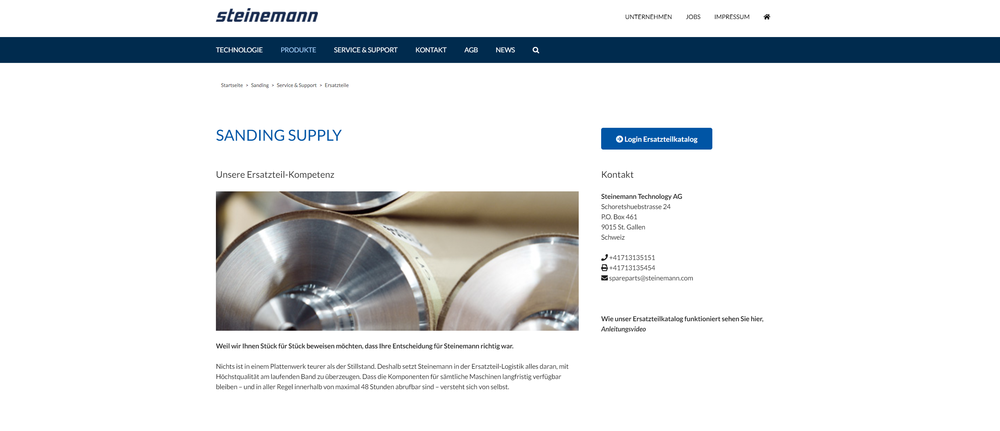 steinemann
UNTERNEHMEN JOBS IMPRESSUM
TECHNOLOGIE PRODUKTE SERVICE & SUPPORT KONTAKT AGB NEWS
Startseite > Sanding > Service & Support > Ersatzteile
SANDING SUPPLY
Login Ersatzteilkatalog
Unsere Ersatzteil-Kompetenz
Weil wir Ihnen Stück für Stück beweisen möchten, dass Ihre Entscheidung für Steinemann richtig war.
Nichts ist in einem Plattenwerk teurer als der Stillstand. Deshalb setzt Steinemann in der Ersatzteil-Logistik alles daran, mit
Höchstqualität am laufenden Band zu überzeugen. Dass die Komponenten für sämtliche Maschinen langfristig verfügbar
bleiben – und in aller Regel innerhalb von maximal 48 Stunden abrufbar sind – versteht sich von selbst.
Kontakt
Steinemann Technology AG
Schoretshuebstrasse 24
P.O. Box 461
9015 St. Gallen
Schweiz
+41713135151
+41713135454
spareparts@steinemann.com
Wie unser Ersatzteilkatalog funktioniert sehen Sie hier,
Anleitungsvideo